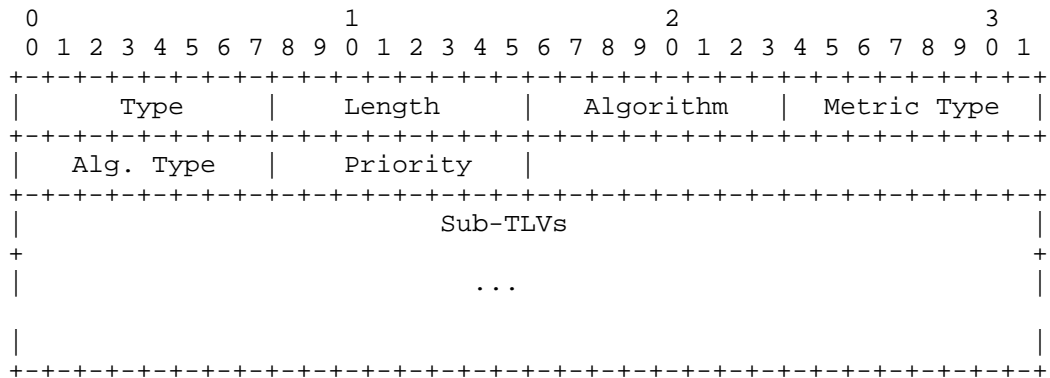 0                   1                   2                   3
 0 1 2 3 4 5 6 7 8 9 0 1 2 3 4 5 6 7 8 9 0 1 2 3 4 5 6 7 8 9 0 1
+-+-+-+-+-+-+-+-+-+-+-+-+-+-+-+-+-+-+-+-+-+-+-+-+-+-+-+-+-+-+-+-+
|      Type     |    Length     |   Algorithm   |  Metric Type  |
+-+-+-+-+-+-+-+-+-+-+-+-+-+-+-+-+-+-+-+-+-+-+-+-+-+-+-+-+-+-+-+-+
|   Alg. Type   |    Priority   |
+-+-+-+-+-+-+-+-+-+-+-+-+-+-+-+-+-+-+-+-+-+-+-+-+-+-+-+-+-+-+-+-+
|                          Sub-TLVs                             |
+                                                               +
|                            ...                                |
|                                                               |
+-+-+-+-+-+-+-+-+-+-+-+-+-+-+-+-+-+-+-+-+-+-+-+-+-+-+-+-+-+-+-+-+